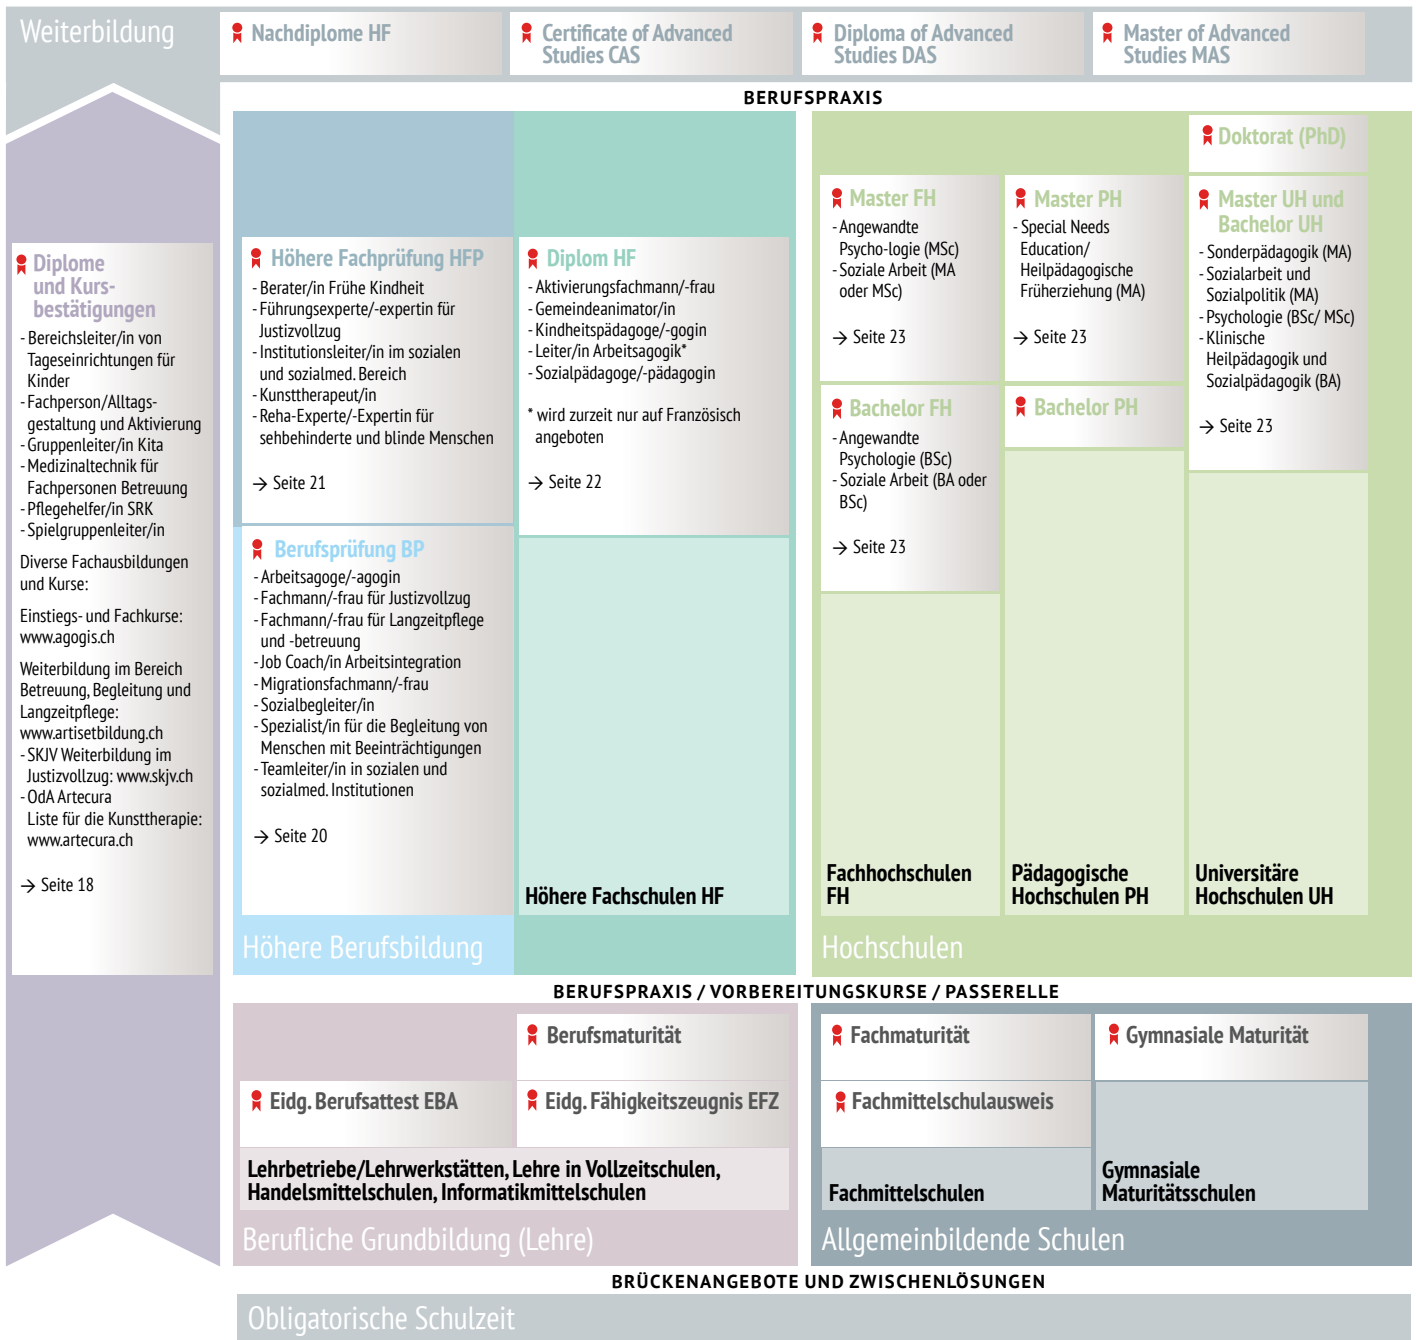 Weiterbildung
Nachdiplome HF
Certificate of Advanced
Studies CAS
Diploma of Advanced
Studies DAS
Master of Advanced
Studies MAS
BERUFSPRAXIS
Diplome
und Kurs-
bestätigungen
- Bereichsleiter/in von
Tageseinrichtungen für
Kinder
- Fachperson/Alltags-
gestaltung und Aktivierung
- Gruppenleiter/in Kita
- Medizinaltechnik für
Fachpersonen Betreuung
- Pflegehelfer/in SRK
- Spielgruppenleiter/in
Diverse Fachausbildungen
und Kurse:
Einstiegs- und Fachkurse:
www.agogis.ch
Weiterbildung im Bereich
Betreuung, Begleitung und
Langzeitpflege:
www.artisetbildung.ch
- SKJV Weiterbildung im
Justizvollzug: www.skjv.ch
- OdA Artecura
Liste für die Kunsttherapie:
www.artecura.ch
→ Seite 18
Höhere Fachprüfung HFP
- Berater/in Frühe Kindheit
- Führungsexperte/-expertin für
Justizvollzug
- Institutionsleiter/in im sozialen
und sozialmed. Bereich
- Kunsttherapeut/in
- Reha-Experte/-Expertin für
sehbehinderte und blinde Menschen
→ Seite 21
Berufsprüfung BP
- Arbeitsagoge/-agogin
- Fachmann/-frau für Justizvollzug
- Fachmann/-frau für Langzeitpflege
und -betreuung
- Job Coach/in Arbeitsintegration
- Migrationsfachmann/-frau
- Sozialbegleiter/in
- Spezialist/in für die Begleitung von
Menschen mit Beeinträchtigungen
- Teamleiter/in in sozialen und
sozialmed. Institutionen
→ Seite 20
Diplom HF
- Aktivierungsfachmann/-frau
- Gemeindeanimator/in
- Kindheitspädagoge/-gogin
- Leiter/in Arbeitsagogik*
- Sozialpädagoge/-pädagogin
* wird zurzeit nur auf Französisch
angeboten
→ Seite 22
Höhere Fachschulen HF
Höhere Berufsbildung
Master FH
- Angewandte
Psycho-logie (MSc)
- Soziale Arbeit (MA
oder MSc)
→ Seite 23
Bachelor FH
- Angewandte
Psychologie (BSc)
- Soziale Arbeit (BA oder
BSc)
→ Seite 23
Fachhochschulen
FH
Master PH
- Special Needs
Education/
Heilpädagogische
Früherziehung (MA)
→ Seite 23
Bachelor PH
Pädagogische
Hochschulen PH
Doktorat (PhD)
Master UH und
Bachelor UH
- Sonderpädagogik (MA)
- Sozialarbeit und
Sozialpolitik (MA)
- Psychologie (BSc/ MSc)
- Klinische
Heilpädagogik und
Sozialpädagogik (BA)
→ Seite 23
Universitäre
Hochschulen UH
Hochschulen
BERUFSPRAXIS / VORBEREITUNGSKURSE / PASSERELLE
Berufsmaturität
Eidg. Berufsattest EBA
Eidg. Fähigkeitszeugnis EFZ
Lehrbetriebe/Lehrwerkstätten, Lehre in Vollzeitschulen,
Handelsmittelschulen, Informatikmittelschulen
Berufliche Grundbildung (Lehre)
Fachmaturität
Fachmittelschulausweis
Fachmittelschulen
Gymnasiale Maturität
Gymnasiale
Maturitätsschulen
Allgemeinbildende Schulen
BRÜCKENANGEBOTE UND ZWISCHENLÖSUNGEN
Obligatorische Schulzeit